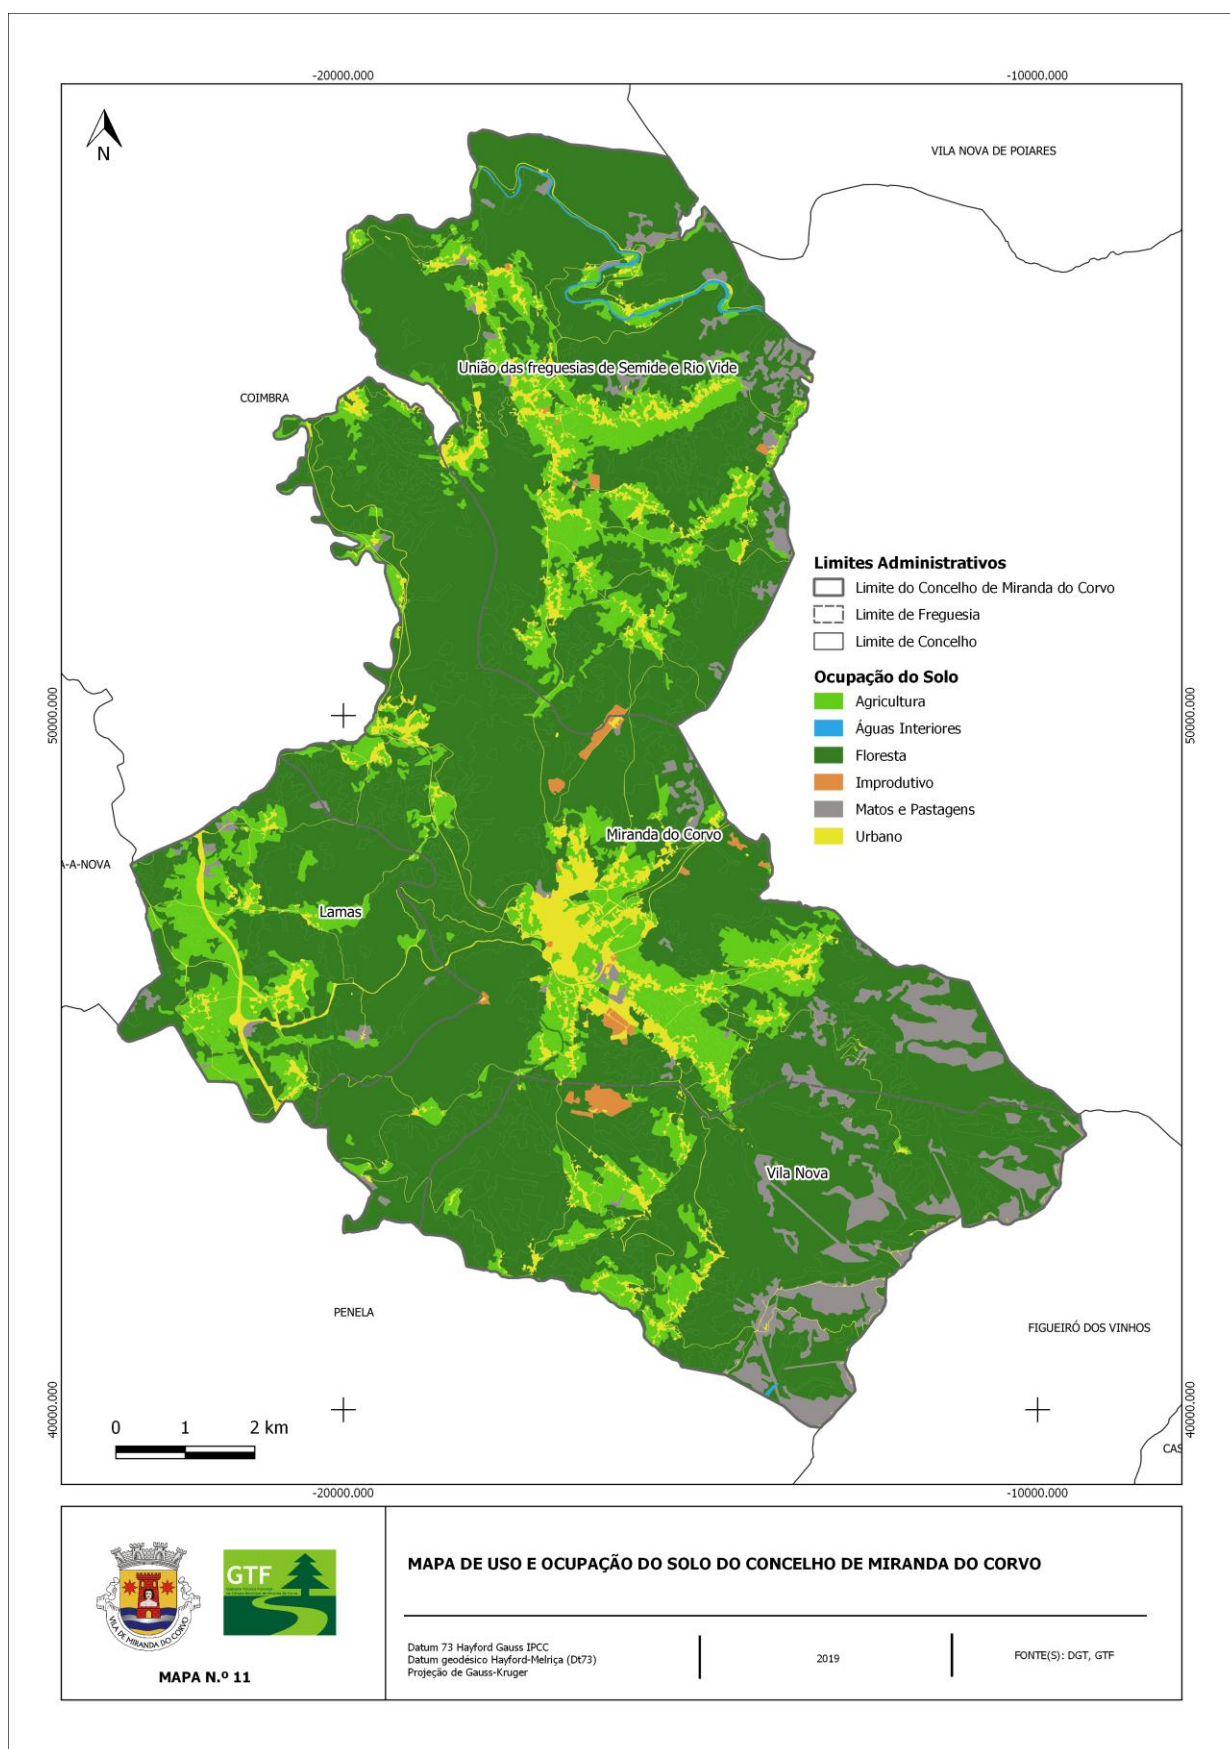 -20000.000
-10000.000
N
VILA NOVA DE POIARES
União das freguesias de Semide e Rio Vide
COIMBRA
Limites Administrativos
Limite do Concelho de Miranda do Corvo
Limite de Freguesia
Limite de Concelho
Ocupação do Solo
Agricultura
Águas Interiores
Floresta
Improdutivo
Matos e Pastagens
Urbano
50000.000
50000.000
Miranda do Corvo
A-A-NOVA
Lamas
Vila Nova
PENELA
FIGUEIRÓ DOS VINHOS
40000.000
40000.000
0 1 2 km
CAS
-20000.000
-10000.000
GTF
VILA DE MIRANDA DO CORVO
MAPA N.º 11
MAPA DE USO E OCUPAÇÃO DO SOLO DO CONCELHO DE MIRANDA DO CORVO
Datum 73 Hayford Gauss IPCC
Datum geodésico Hayford-Melriça (Dt73)
Projeção de Gauss-Kruger
2019
FONTE(S): DGT, GTF